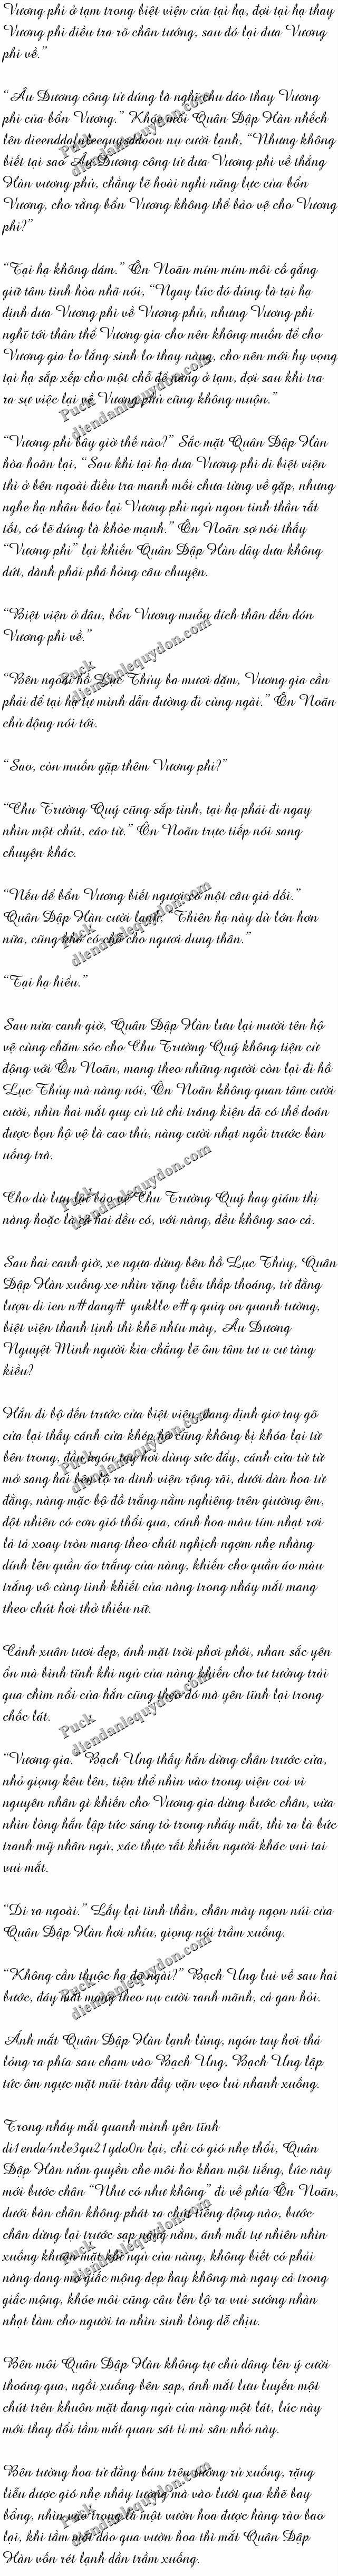 Vương phi ở tạm trong biệt viện của tại hạ, đợi tại hạ thay
Vương phi điều tra rõ chân tướng, sau đó lại đưa Vương
phi về.”
“Âu Dương công tử đúng là nghĩ chu đáo thay Vương
phi của bổn Vương.” Khóe môi Quân Dập Hàn nhếch
lên nụ cười lạnh, “Nhưng không
biết tại sao Âu Dương công tử đưa Vương phi về thẳng
Hàn vương phủ, chẳng lẽ hoài nghi năng lực của bổn
Vương, cho rằng bổn Vương không thể bảo vệ cho Vương
phi?”
“Tại hạ không dám.” Ôn Noãn mím mím môi cố gắng
giữ tâm tình hòa nhã nói, “Ngay lúc đó đúng là tại hạ
định đưa Vương phi về Vương phủ, nhưng Vương phi
nghĩ tới thân thể Vương gia cho nên không muốn để cho
Vương gia lo lắng sinh lo thay nàng, cho nên mới hy vọng
tại hạ sắp xếp cho một chỗ để nàng ở tạm, đợi sau khi tra
ra sự việc lại về Vương phủ cũng không muộn.”
“Vương phi bây giờ thế nào?” Sắc mặt Quân Dập Hàn
hòa hoãn lại, “Sau khi tại hạ đưa Vương phi đi biệt viện
thì ở bên ngoài điều tra manh mối chưa từng về gặp, nhưng
nghe hạ nhân báo lại Vương phi ngủ ngon tinh thần rất
tốt, có lẽ đúng là khỏe mạnh.” Ôn Noãn sợ nói thấy
“Vương phi” lại khiến Quân Dập Hàn dây dưa không
dứt, đành phải phá hỏng câu chuyện.
“Biệt viện ở đâu, bổn Vương muốn đích thân đến đón
Vương phi về.”
“Bên ngoài hồ Lục Thủy ba mươi dặm, Vương gia cần
phải để tại hạ tự mình dẫn đường đi cùng ngài.” Ôn Noãn
chủ động nói tới.
“Sao, còn muốn gặp thêm Vương phi?”
“Chu Trường Quý cũng sắp tỉnh, tại hạ phải đi ngay
nhìn một chút, cáo từ.” Ôn Noãn trực tiếp nói sang
chuyện khác.
“Nếu để bổn Vương biết ngươi có một câu giả dối.”
Quân Dập Hàn cười lạnh, “Thiên hạ này dù lớn hơn
nữa, cũng khó có chỗ cho ngươi dung thân.”
“Tại hạ hiểu.”
Sau nửa canh giờ, Quân Dập Hàn lưu lại mười tên hộ
vệ cùng chăm sóc cho Chu Trường Quý không tiện cử
động với Ôn Noãn, mang theo những người còn lại đi hồ
Lục Thủy mà nàng nói, Ôn Noãn không quan tâm cười
cười, nhìn hai mắt quy củ tứ chi tráng kiện đã có thể đoán
được bọn hộ vệ là cao thủ, nàng cười nhạt ngồi trước bàn
uống trà.
Cho dù lưu lại bảo vệ Chu Trường Quý hay giám thị
nàng hoặc là cả hai đều có, với nàng, đều không sao cả.
Sau hai canh giờ, xe ngựa dừng bên hồ Lục Thủy, Quân
Dập Hàn xuống xe nhìn rặng liễu thấp thoáng, tử đằng
lượn di ien n#dang# yuklle e#q quiq on quanh tường,
biệt viện thanh tịnh thì khẽ nhíu mày, Âu Dương
Nguyệt Minh người kia chẳng lẽ ôm tâm tư u cư tàng
kiều?
Hắn đi bộ đến trước cửa biệt viện, đang định giơ tay gõ
cửa lại thấy cánh cửa khép hờ cũng không bị khóa lại từ
bên trong, đầu ngón tay hơi dùng sức đẩy, cánh cửa từ từ
mở sang hai bên lộ ra đình viện rộng rãi, dưới dàn hoa tử
đằng, nàng mặc bộ đồ trắng nằm nghiêng trên giường êm,
đột nhiên có cơn gió thổi qua, cánh hoa màu tím nhạt rơi
lả tả xoay tròn mang theo chút nghịch ngợm nhẹ nhàng
dính lên quần áo trắng của nàng, khiến cho quần áo màu
trắng vô cùng tinh khiết của nàng trong nháy mắt mang
theo chút hơi thở thiếu nữ.
Cảnh xuân tươi đẹp, ánh mặt trời phơi phới, nhan sắc yên
ổn mà bình tĩnh khi ngủ của nàng khiến cho tư tưởng trải
qua chìm nổi của hắn cũng theo đó mà yên tĩnh lại trong
chốc lát.
“Vương gia.” Bạch Ưng thấy hắn dừng chân trước cửa,
nhỏ giọng kêu lên, tiện thể nhìn vào trong viện coi vì
nguyên nhân gì khiến cho Vương gia dừng bước chân, vừa
nhìn lòng hắn lập tức sáng tỏ trong nháy mắt, thì ra là bức
tranh mỹ nhân ngủ, xác thực rất khiến người khác vui tai
vui mắt.
“Đi ra ngoài.” Lấy lại tinh thần, chân mày ngọn núi của
Quân Dập Hàn hơi nhíu, giọng nói trầm xuống.
“Không cần thuộc hạ đỡ ngài?” Bạch Ưng lui về sau hai
bước, đáy mắt mang theo nụ cười ranh mãnh, cả gan hỏi.
Ánh mắt Quân Dập Hàn lạnh lùng, ngón tay hơi thả
lỏng ra phía sau chạm vào Bạch Ưng, Bạch Ưng lập
tức ôm ngực mặt mũi tràn đầy vặn vẹo lui nhanh xuống.
Trong nháy mắt quanh mình yên tĩnh
di1enda4nle3qu21ydo0n lại, chỉ có gió nhẹ thổi, Quân
Dập Hàn nắm quyền che môi ho khan một tiếng, lúc này
mới bước chân “Như có như không” đi về phía Ôn Noãn,
dưới bàn chân không phát ra chút tiếng động nào, bước
chân dừng lại trước sạp nàng nằm, ánh mắt tự nhiên nhìn
xuống khuôn mặt khi ngủ của nàng, không biết có phải
nàng đang mơ giấc mộng đẹp hay không mà ngay cả trong
giấc mộng, khóe môi cũng câu lên lộ ra vui sướng nhàn
nhạt làm cho người ta nhìn sinh lòng dễ chịu.
Bên môi Quân Dập Hàn không tự chủ dâng lên ý cười
thoáng qua, ngồi xuống bên sạp, ánh mắt lưu luyến một
chút trên khuôn mặt đang ngủ của nàng một lát, lúc này
mới thay đổi tầm mắt quan sát tỉ mỉ sân nhỏ này.
Bên tường hoa tử đằng bám trên tường rủ xuống, rặng
liễu được gió nhẹ nhảy tường mà vào lướt qua khẽ bay
bổng, nhìn vào trong là một vườn hoa được hàng rào bao
lại, khi tầm mắt đảo qua vườn hoa thì mắt Quân Dập
Hàn vốn rét lạnh dần trầm xuống.